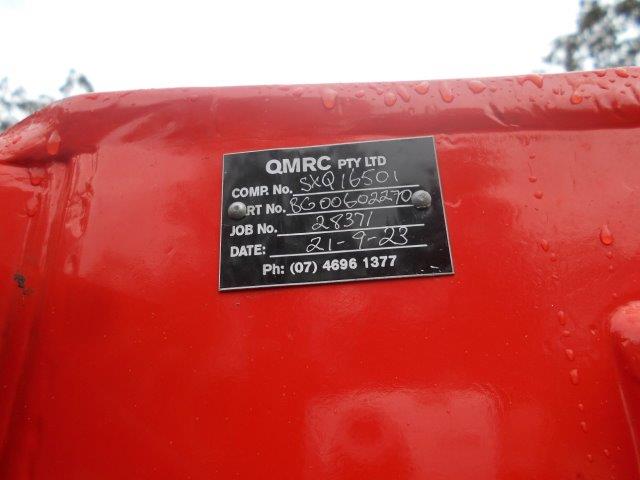 QMRC PTY LTD
COMP. No. SXQ16501
ART No. BG00602270
JOB No. 28371
DATE: 21-9-23
Ph: (07) 4696 1377